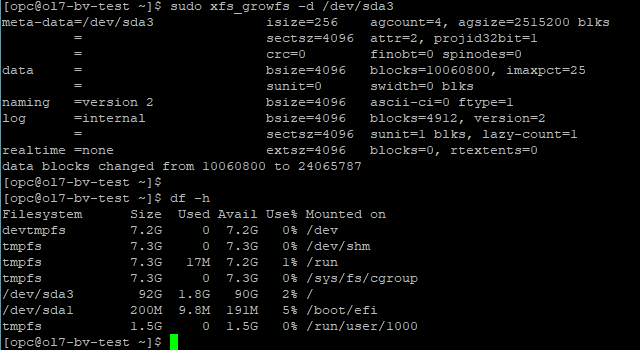 [opc@ol7-bv-test ~]$ sudo xfs_growfs -d /dev/sda3
meta-data=/dev/sda3              isize=256    agcount=4, agsize=2515200 blks
         =                       sectsz=4096  attr=2, projid32bit=1
         =                       crc=0        finobt=0 spinodes=0
data     =                       bsize=4096   blocks=10060800, imaxpct=25
         =                       sunit=0      swidth=0 blks
naming   =version 2              bsize=4096   ascii-ci=0 ftype=1
log      =internal               bsize=4096   blocks=4912, version=2
         =                       sectsz=4096  sunit=1 blks, lazy-count=1
realtime =none                   extsz=4096   blocks=0, rtextents=0
data blocks changed from 10060800 to 24065787
[opc@ol7-bv-test ~]$
[opc@ol7-bv-test ~]$ df -h
Filesystem      Size  Used Avail Use% Mounted on
devtmpfs        7.2G     0  7.2G   0% /dev
tmpfs           7.3G     0  7.3G   0% /dev/shm
tmpfs           7.3G   17M  7.2G   1% /run
tmpfs           7.3G     0  7.3G   0% /sys/fs/cgroup
/dev/sda3        92G  1.8G   90G   2% /
/dev/sda1       200M  9.8M  191M   5% /boot/efi
tmpfs           1.5G     0  1.5G   0% /run/user/1000
[opc@ol7-bv-test ~]$